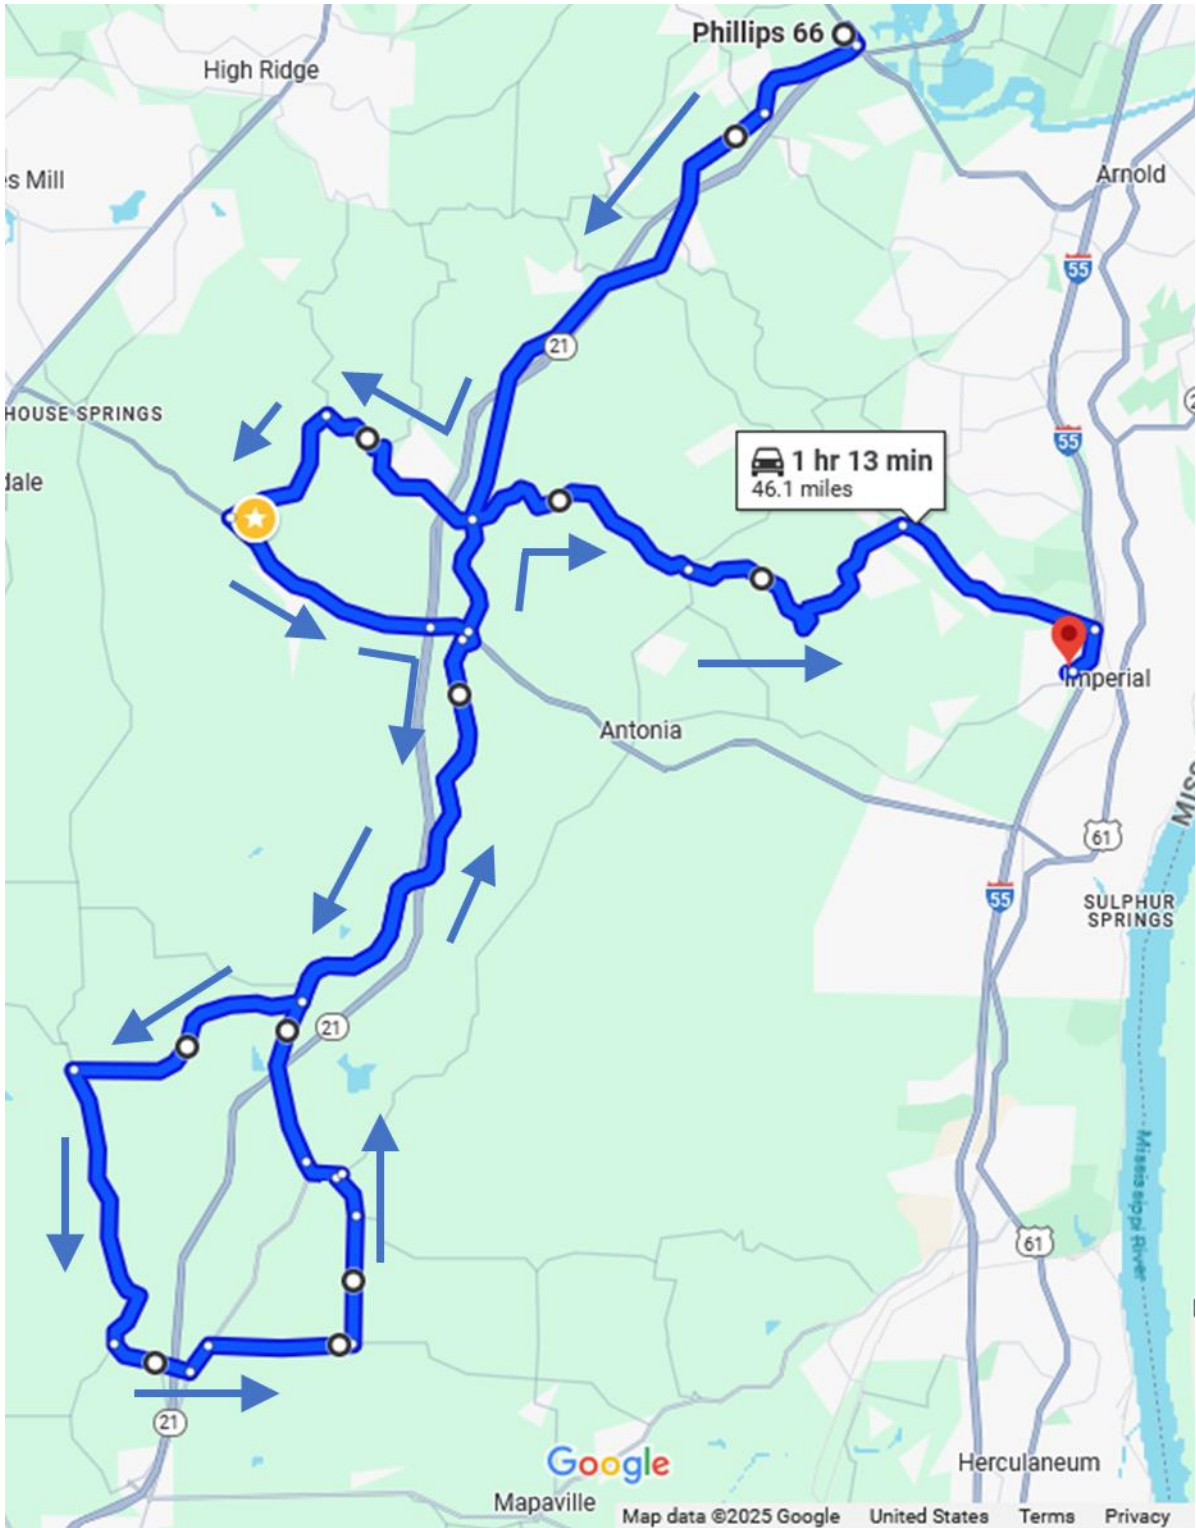 Phillips 66
High Ridge
s Mill
Arnold
55
21
HOUSE SPRINGS
55
dale
1 hr 13 min
46.1 miles
Imperial
Antonia
MIS
61
55
SULPHUR
SPRINGS
21
Mississippi River
61
21
Google
Herculaneum
Mapaville
Map data ©2025 Google United States Terms Privacy